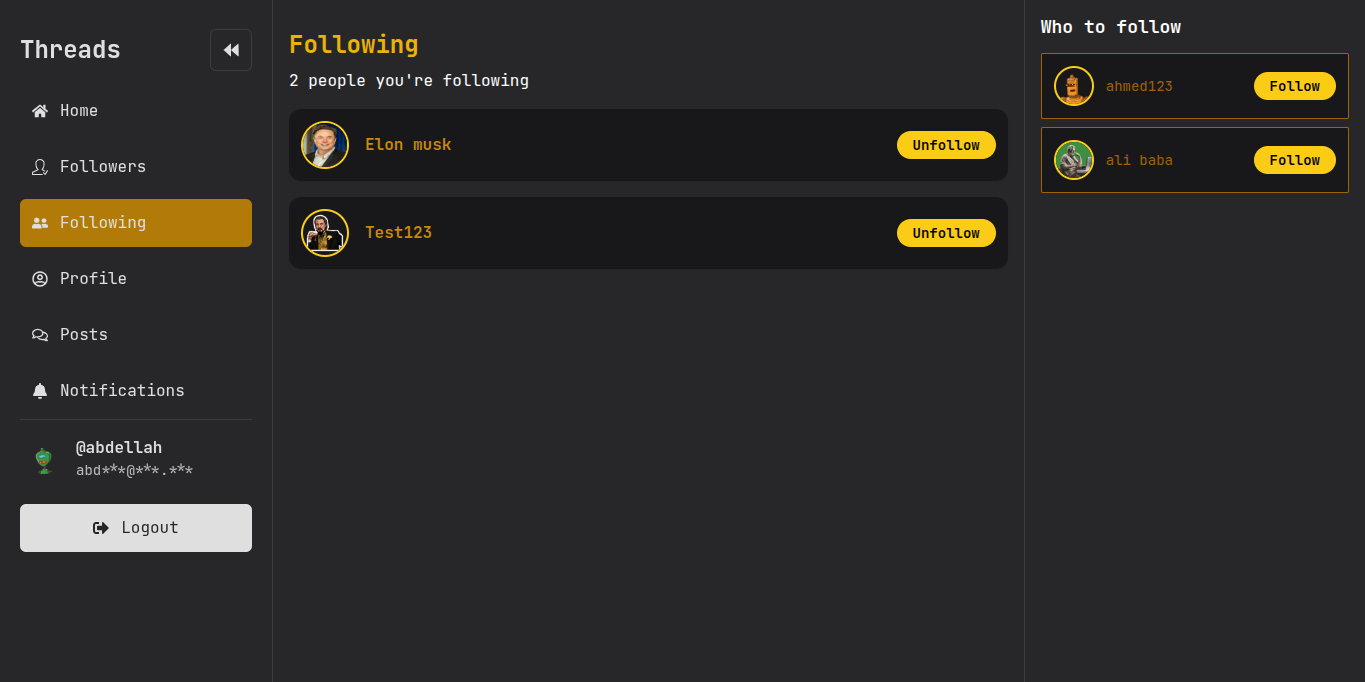 Threads
Home
Followers
Following
Profile
Posts
Notifications
@abdellah
abd***@***.***
Logout
Following
2 people you're following
Elon musk
Unfollow
Test123
Unfollow
Who to follow
ahmed123
Follow
ali baba
Follow